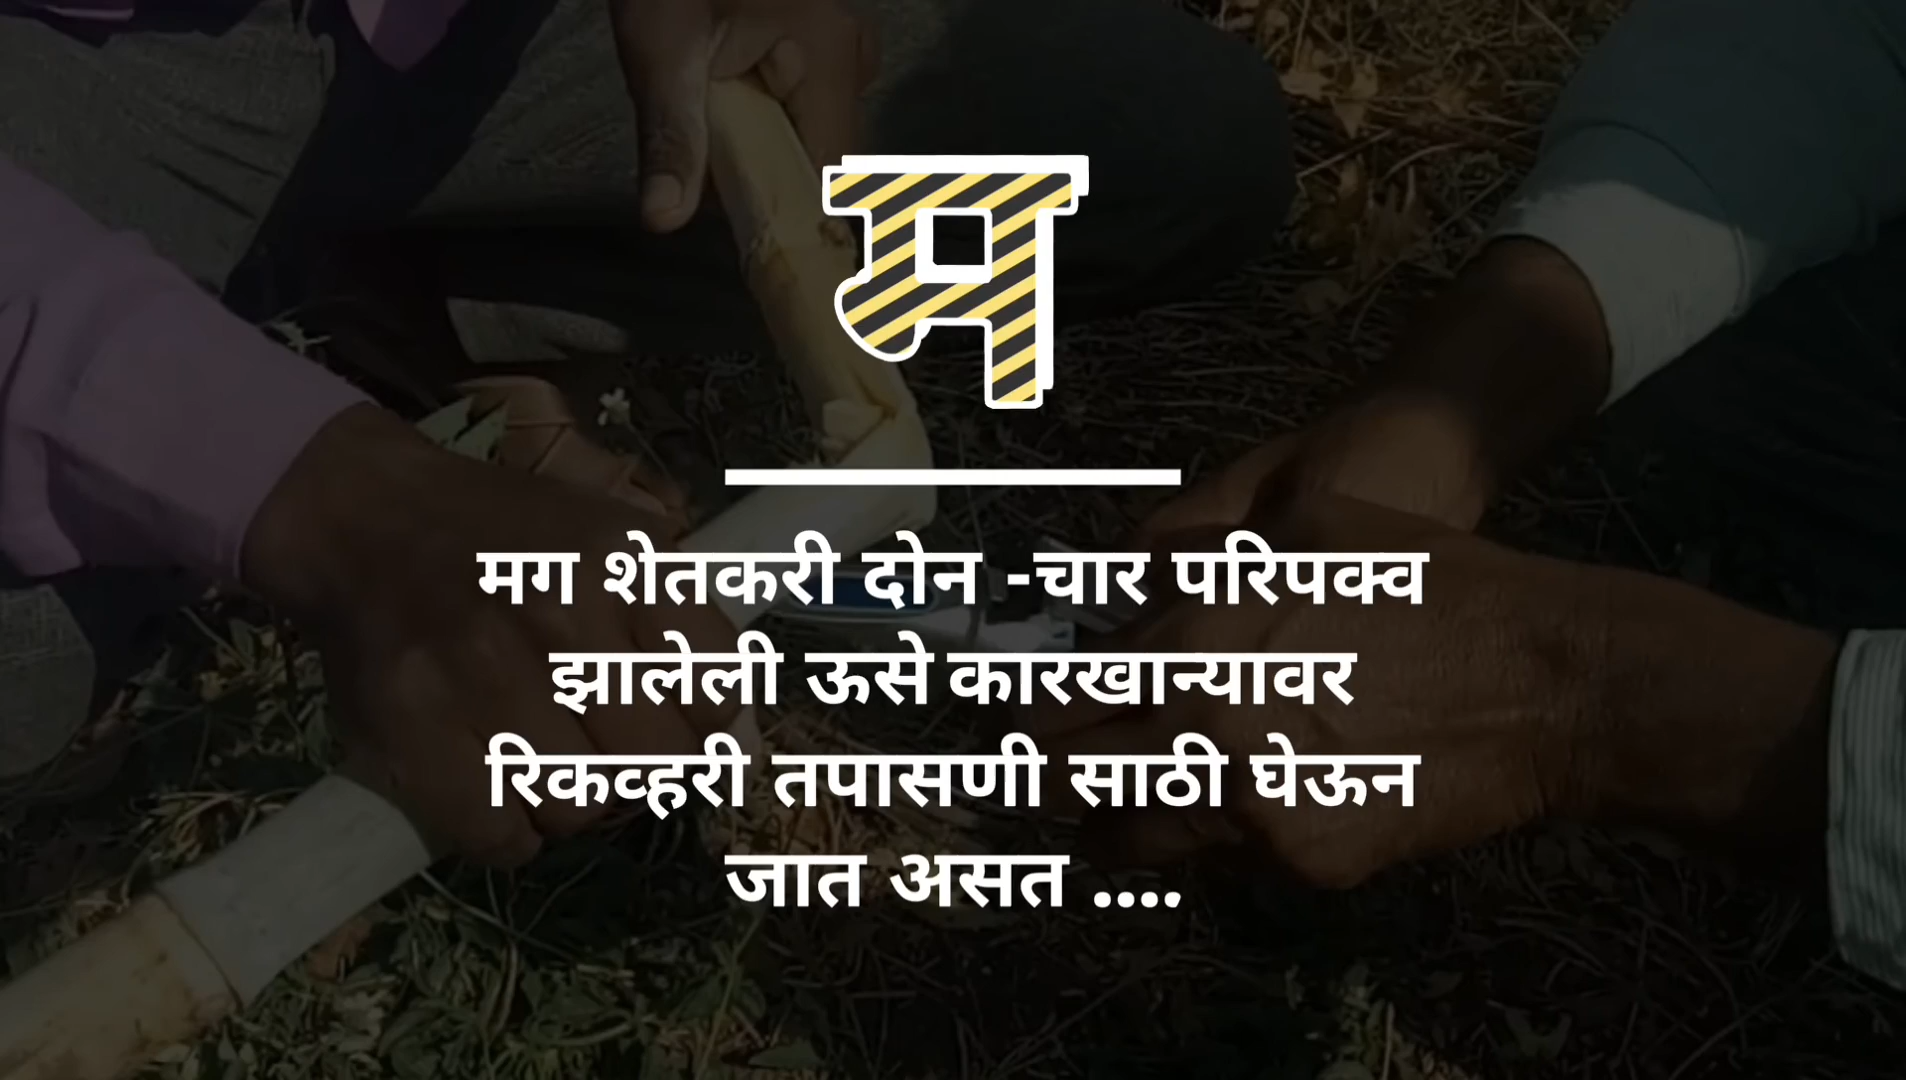 म
मग शेतकरी दोन -चार परिपक्व
झालेली ऊसे कारखान्यावर
रिकव्हरी तपासणी साठी घेऊन
जात असत ....